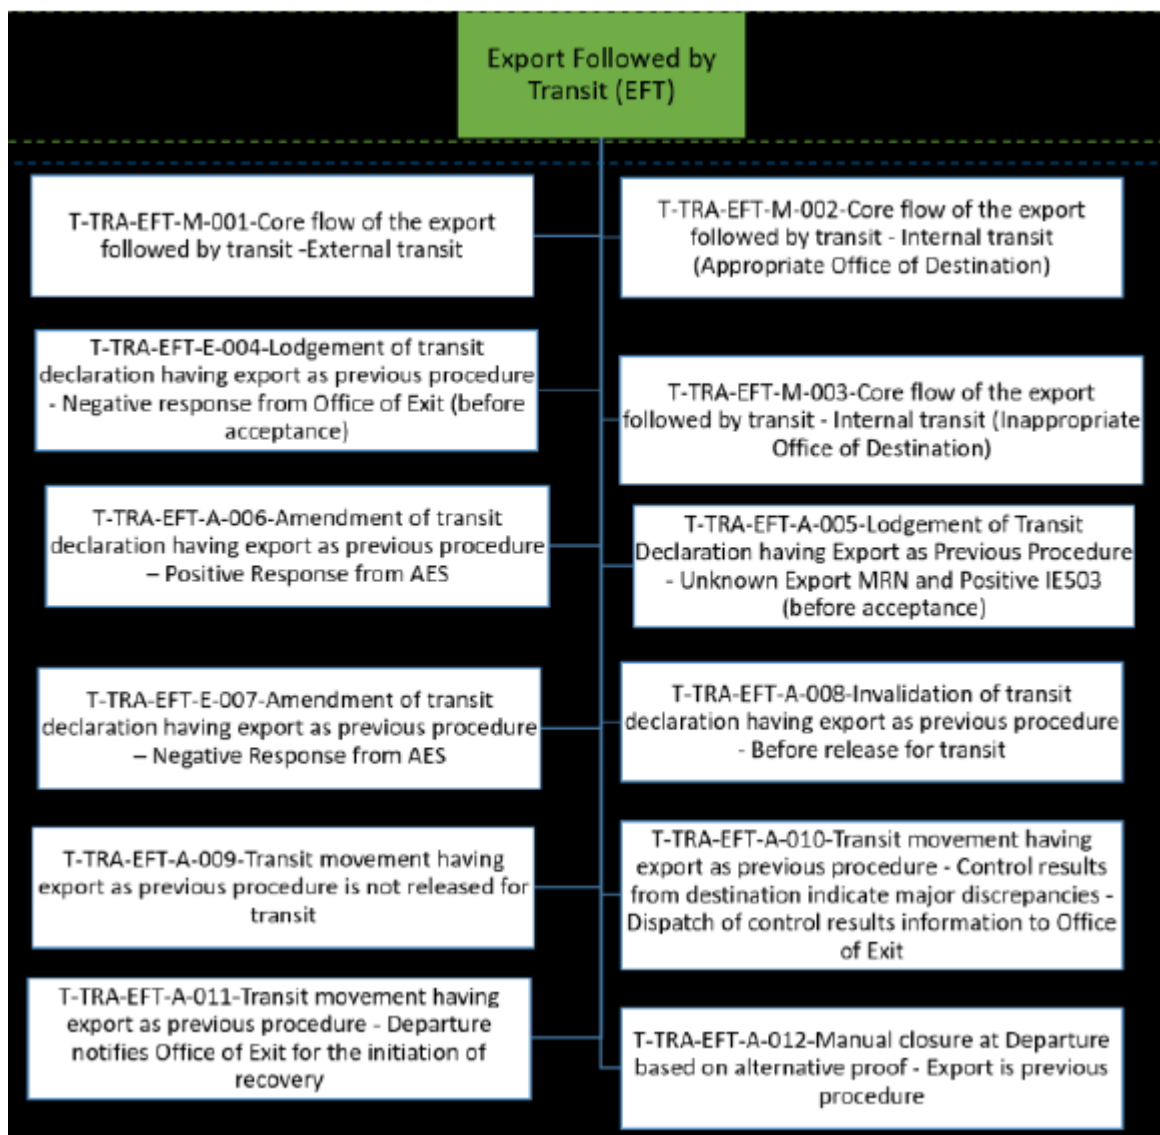 Export Followed by
Transit (EFT)
T-TRA-EFT-M-001-Core flow of the export
followed by transit -External transit
T-TRA-EFT-M-002-Core flow of the export
followed by transit - Internal transit
(Appropriate Office of Destination)
T-TRA-EFT-E-004-Lodgement of transit
declaration having export as previous procedure
- Negative response from Office of Exit (before
acceptance)
T-TRA-EFT-M-003-Core flow of the export
followed by transit - Internal transit (Inappropriate
Office of Destination)
T-TRA-EFT-A-006-Amendment of transit
declaration having export as previous procedure
– Positive Response from AES
T-TRA-EFT-A-005-Lodgement of Transit
Declaration having Export as Previous Procedure
- Unknown Export MRN and Positive IE503
(before acceptance)
T-TRA-EFT-E-007-Amendment of transit
declaration having export as previous procedure
– Negative Response from AES
T-TRA-EFT-A-008-Invalidation of transit
declaration having export as previous procedure
- Before release for transit
T-TRA-EFT-A-009-Transit movement having
export as previous procedure is not released for
transit
T-TRA-EFT-A-010-Transit movement having
export as previous procedure - Control results
from destination indicate major discrepancies -
Dispatch of control results information to Office
of Exit
T-TRA-EFT-A-011-Transit movement having
export as previous procedure - Departure
notifies Office of Exit for the initiation of
recovery
T-TRA-EFT-A-012-Manual closure at Departure
based on alternative proof - Export is previous
procedure